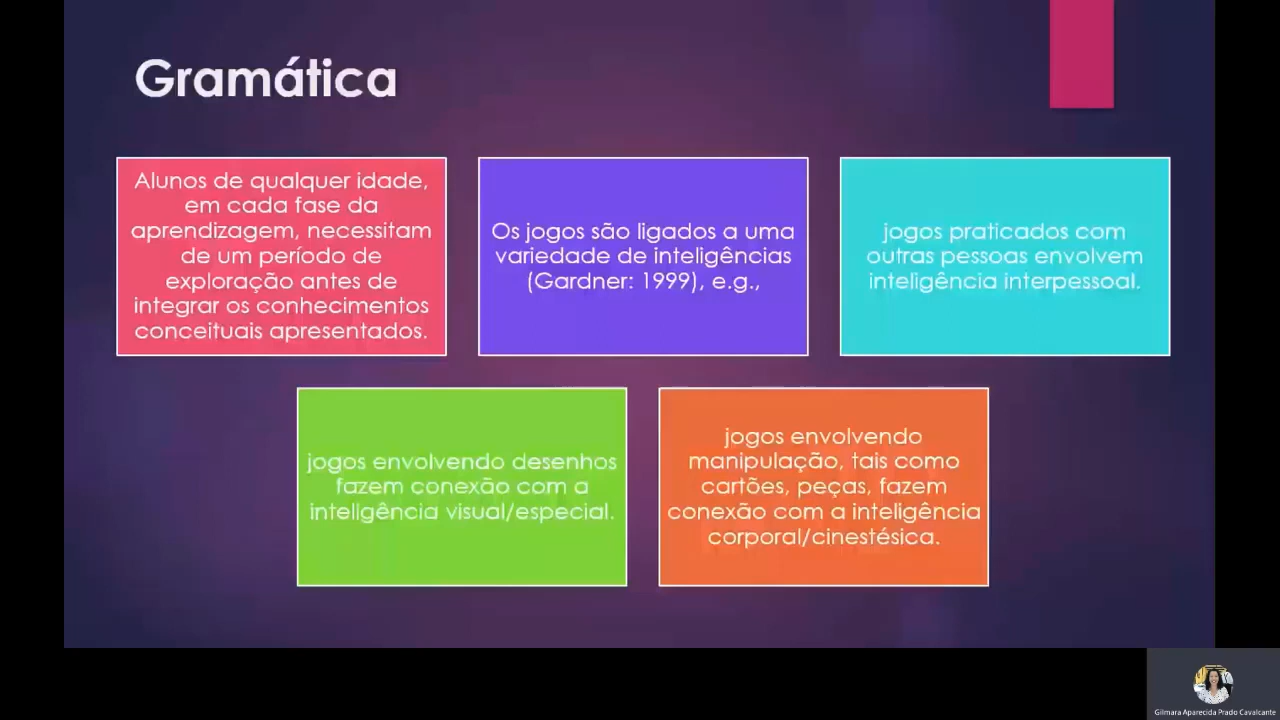 Gramática
Alunos de qualquer idade,
em cada fase da
aprendizagem, necessitam
de um período de
exploração antes de
integrar os conhecimentos
conceituais apresentados.
Os jogos são ligados a uma
variedade de inteligências
(Gardner: 1999), e.g.,
jogos praticados com
outras pessoas envolvem
inteligência interpessoal.
jogos envolvendo desenhos
fazem conexão com a
inteligência visual/especial.
jogos envolvendo
manipulação, tais como
cartões, peças, fazem
conexão com a inteligência
corporal/cinestésica.
Gilmara Aparecida Prado Cavalcante